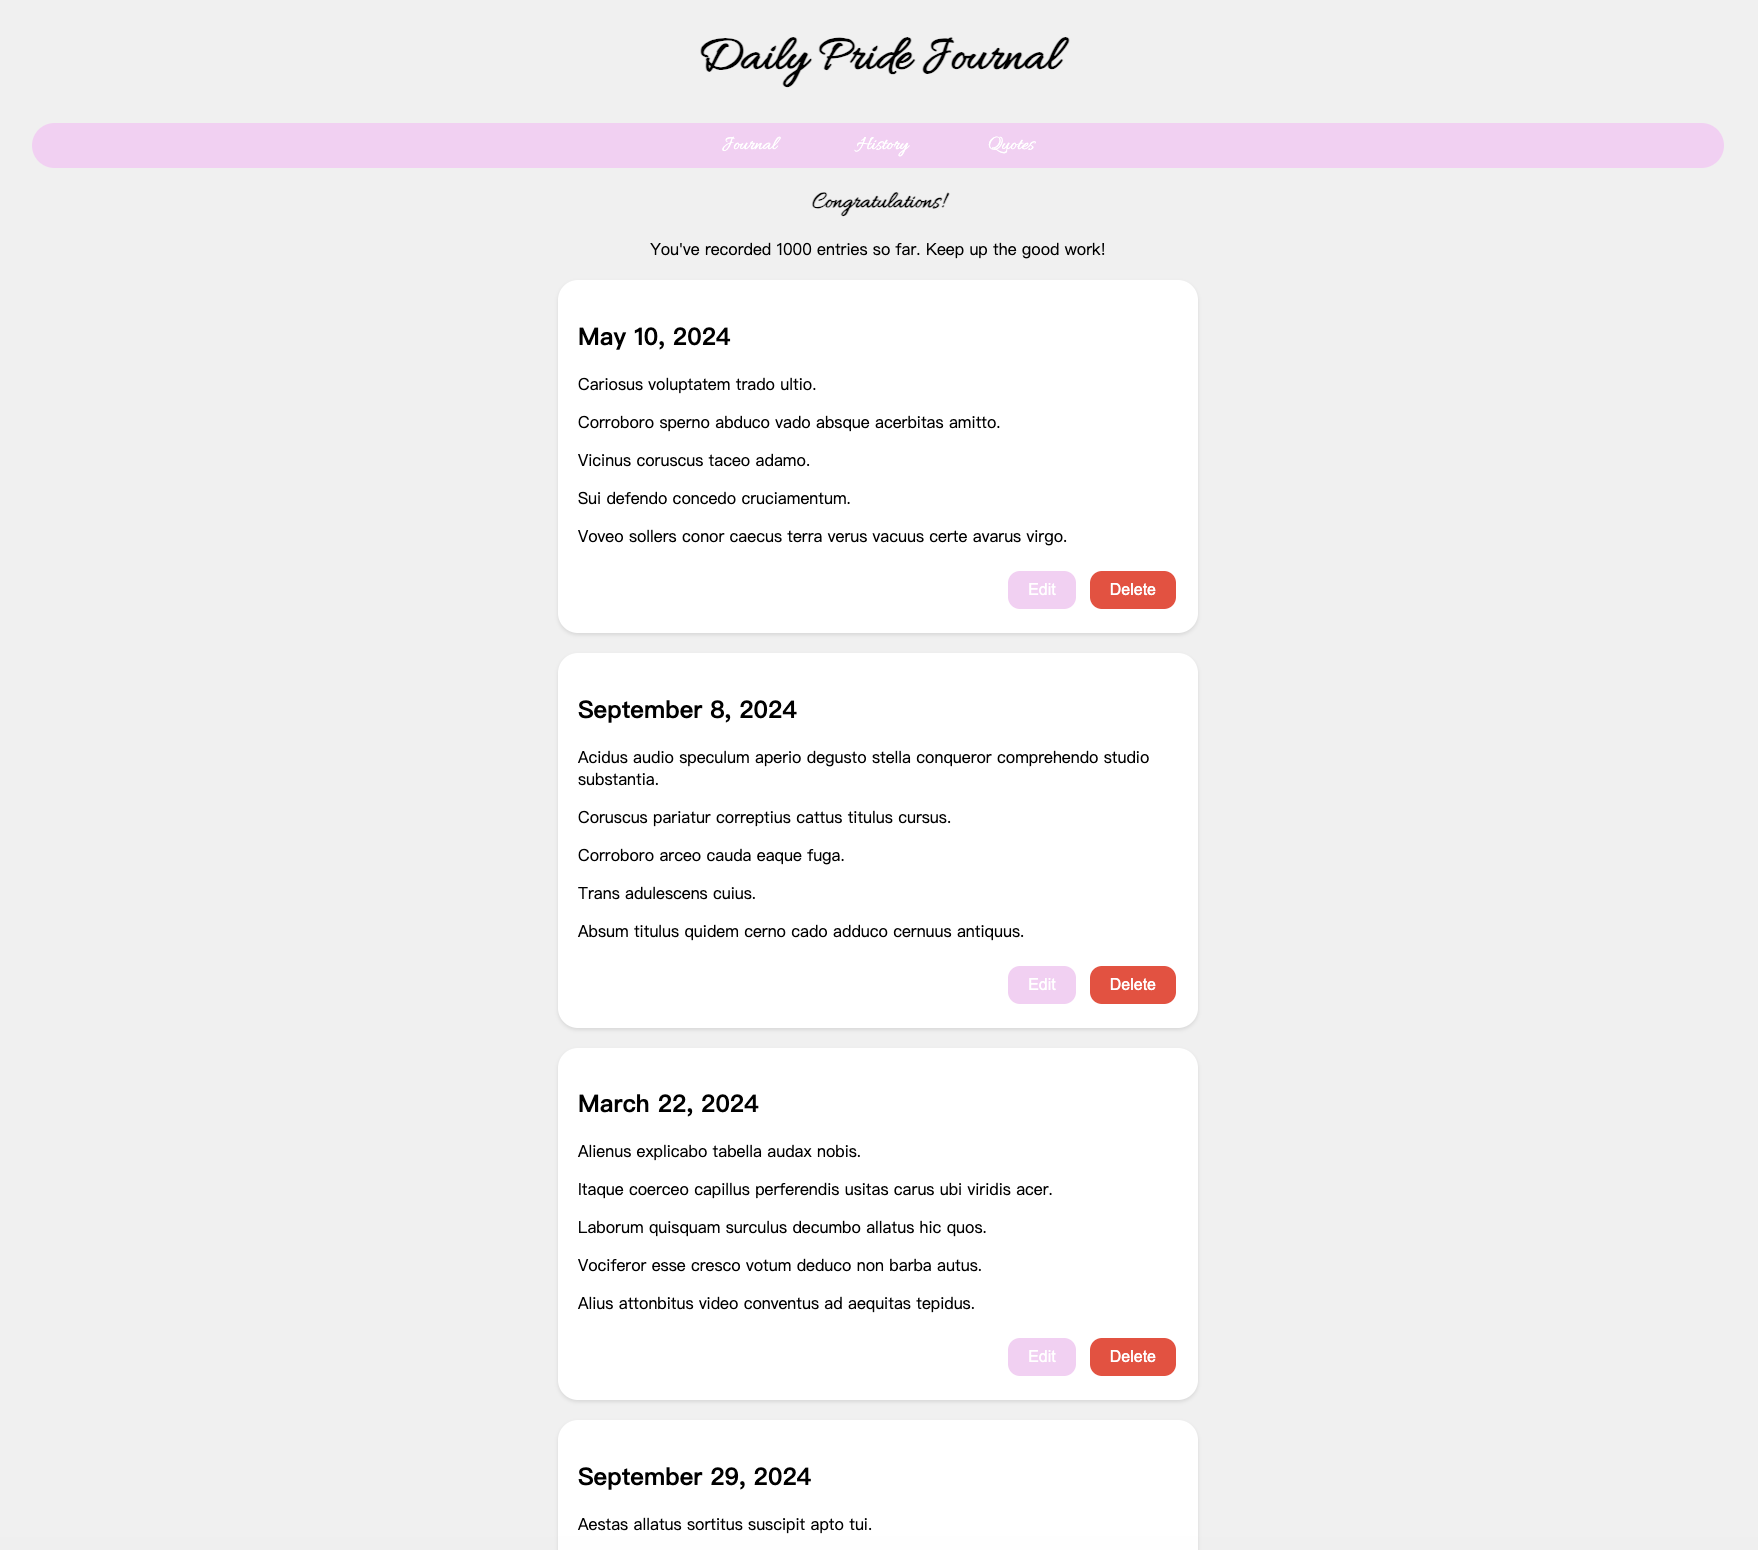 Daily Pride Journal
Journal History Quotes
Congratulations!
You've recorded 1000 entries so far. Keep up the good work!
May 10, 2024
Cariosus voluptatem trado ultio.
Corroboro sperno abduco vado absque acerbitas amitto.
Vicinus coruscus taceo adamo.
Sui defendo concedo cruciamentum.
Voveo sollers conor caecus terra verus vacuus certe avarus virgo.
Edit Delete
September 8, 2024
Acidus audio speculum aperio degusto stella conqueror comprehendo studio
substantia.
Coruscus pariatur correptius cattus titulus cursus.
Corroboro arceo cauda eaque fuga.
Trans adulescens cuius.
Absum titulus quidem cerno cado adduco cernuus antiquus.
Edit Delete
March 22, 2024
Alienus explicabo tabella audax nobis.
Itaque coerceo capillus perferendis usitas carus ubi viridis acer.
Laborum quisquam surculus decumbo allatus hic quos.
Vociferor esse cresco votum deduco non barba autus.
Alius attonbitus video conventus ad aequitas tepidus.
Edit Delete
September 29, 2024
Aestas allatus sortitus suscipit apto tui.